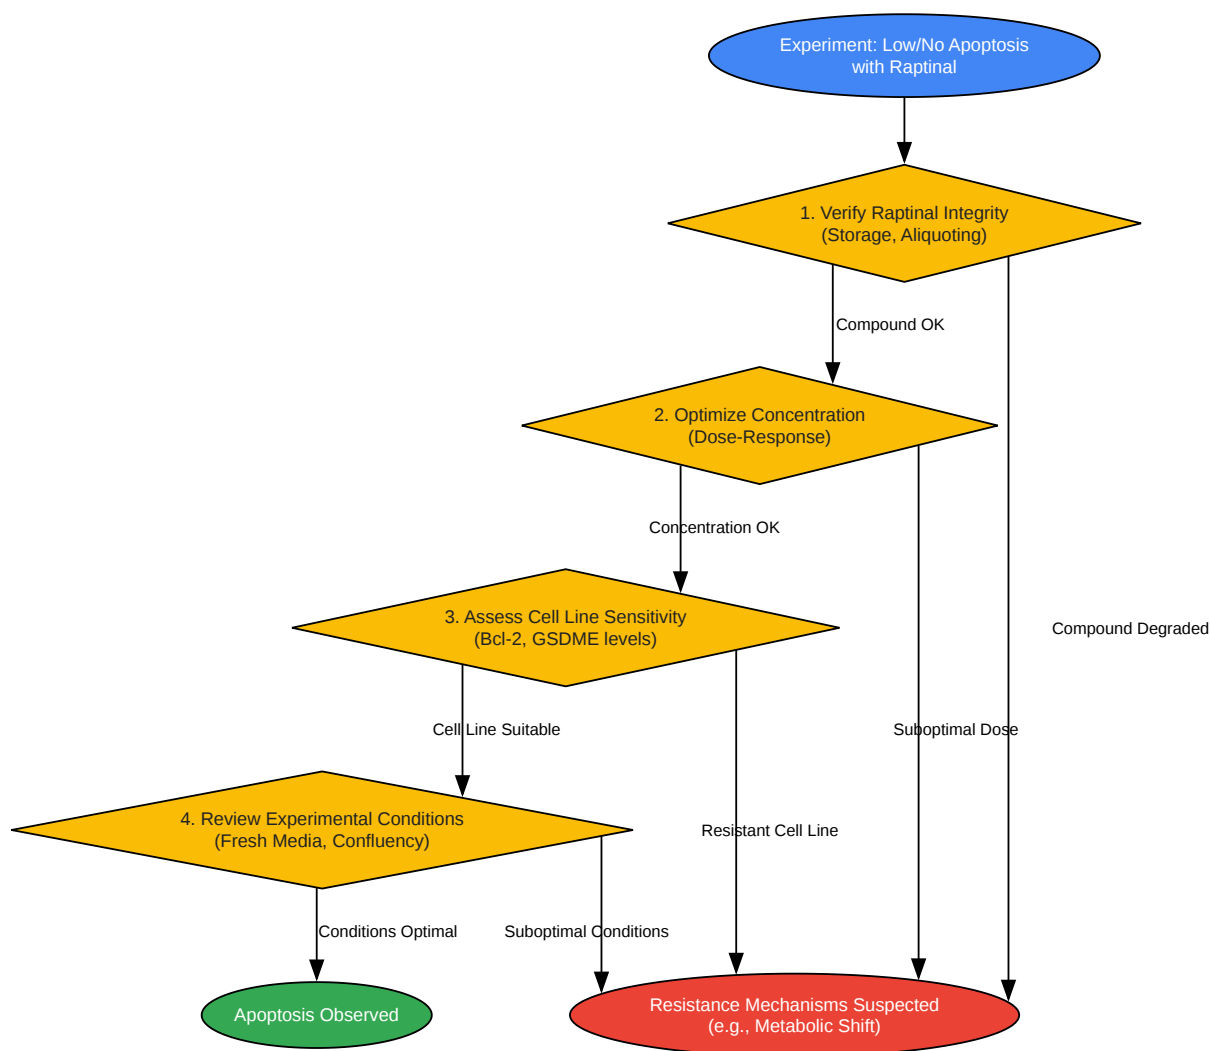 Experiment: Low/No Apoptosis
with Raptinal
1. Verify Raptinal Integrity
(Storage, Aliquoting)
Compound OK
2. Optimize Concentration
(Dose-Response)
Concentration OK
3. Assess Cell Line Sensitivity
(Bcl-2, GSDME levels)
Compound Degraded
Cell Line Suitable
Suboptimal Dose
4. Review Experimental Conditions
(Fresh Media, Confluency)
Resistant Cell Line
Conditions Optimal
Suboptimal Conditions
Apoptosis Observed
Resistance Mechanisms Suspected
(e.g., Metabolic Shift)